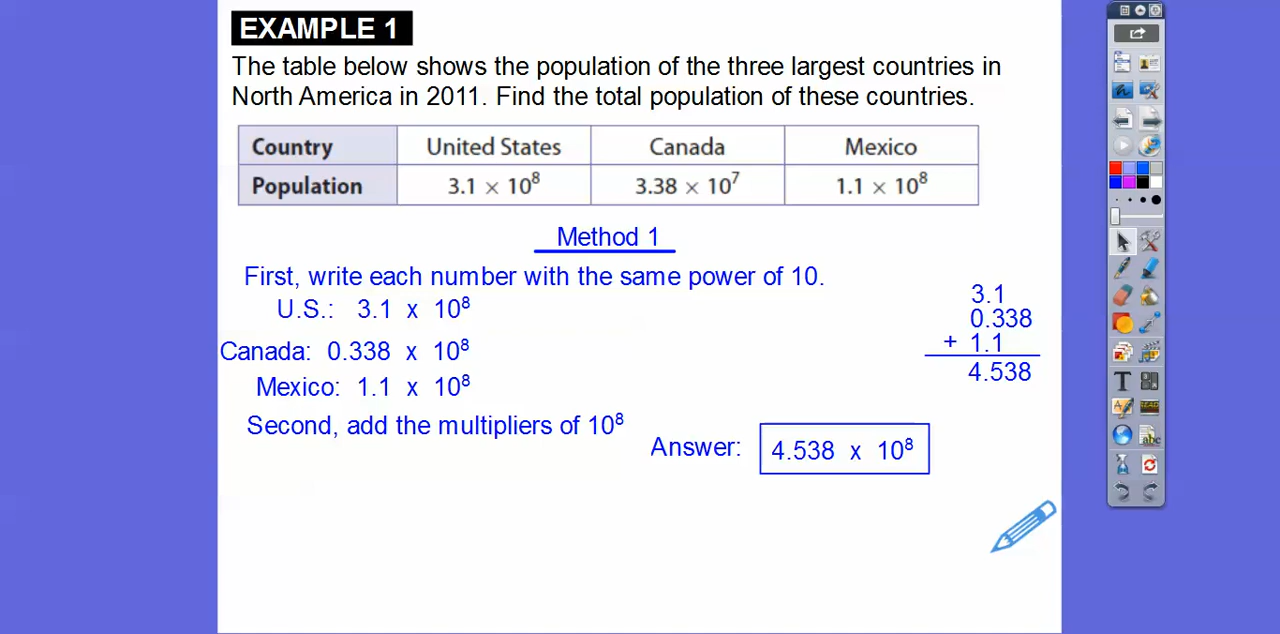 EXAMPLE 1
The table below shows the population of the three largest countries in
North America in 2011. Find the total population of these countries.
Country United States Canada Mexico
Population 3.1 × 10⁸ 3.38 × 10⁷ 1.1 × 10⁸
Method 1
First, write each number with the same power of 10.
U.S.: 3.1 x 10⁸
Canada: 0.338 x 10⁸
Mexico: 1.1 x 10⁸
Second, add the multipliers of 10⁸
3.1
0.338
+ 1.1
4.538
Answer: 4.538 x 10⁸